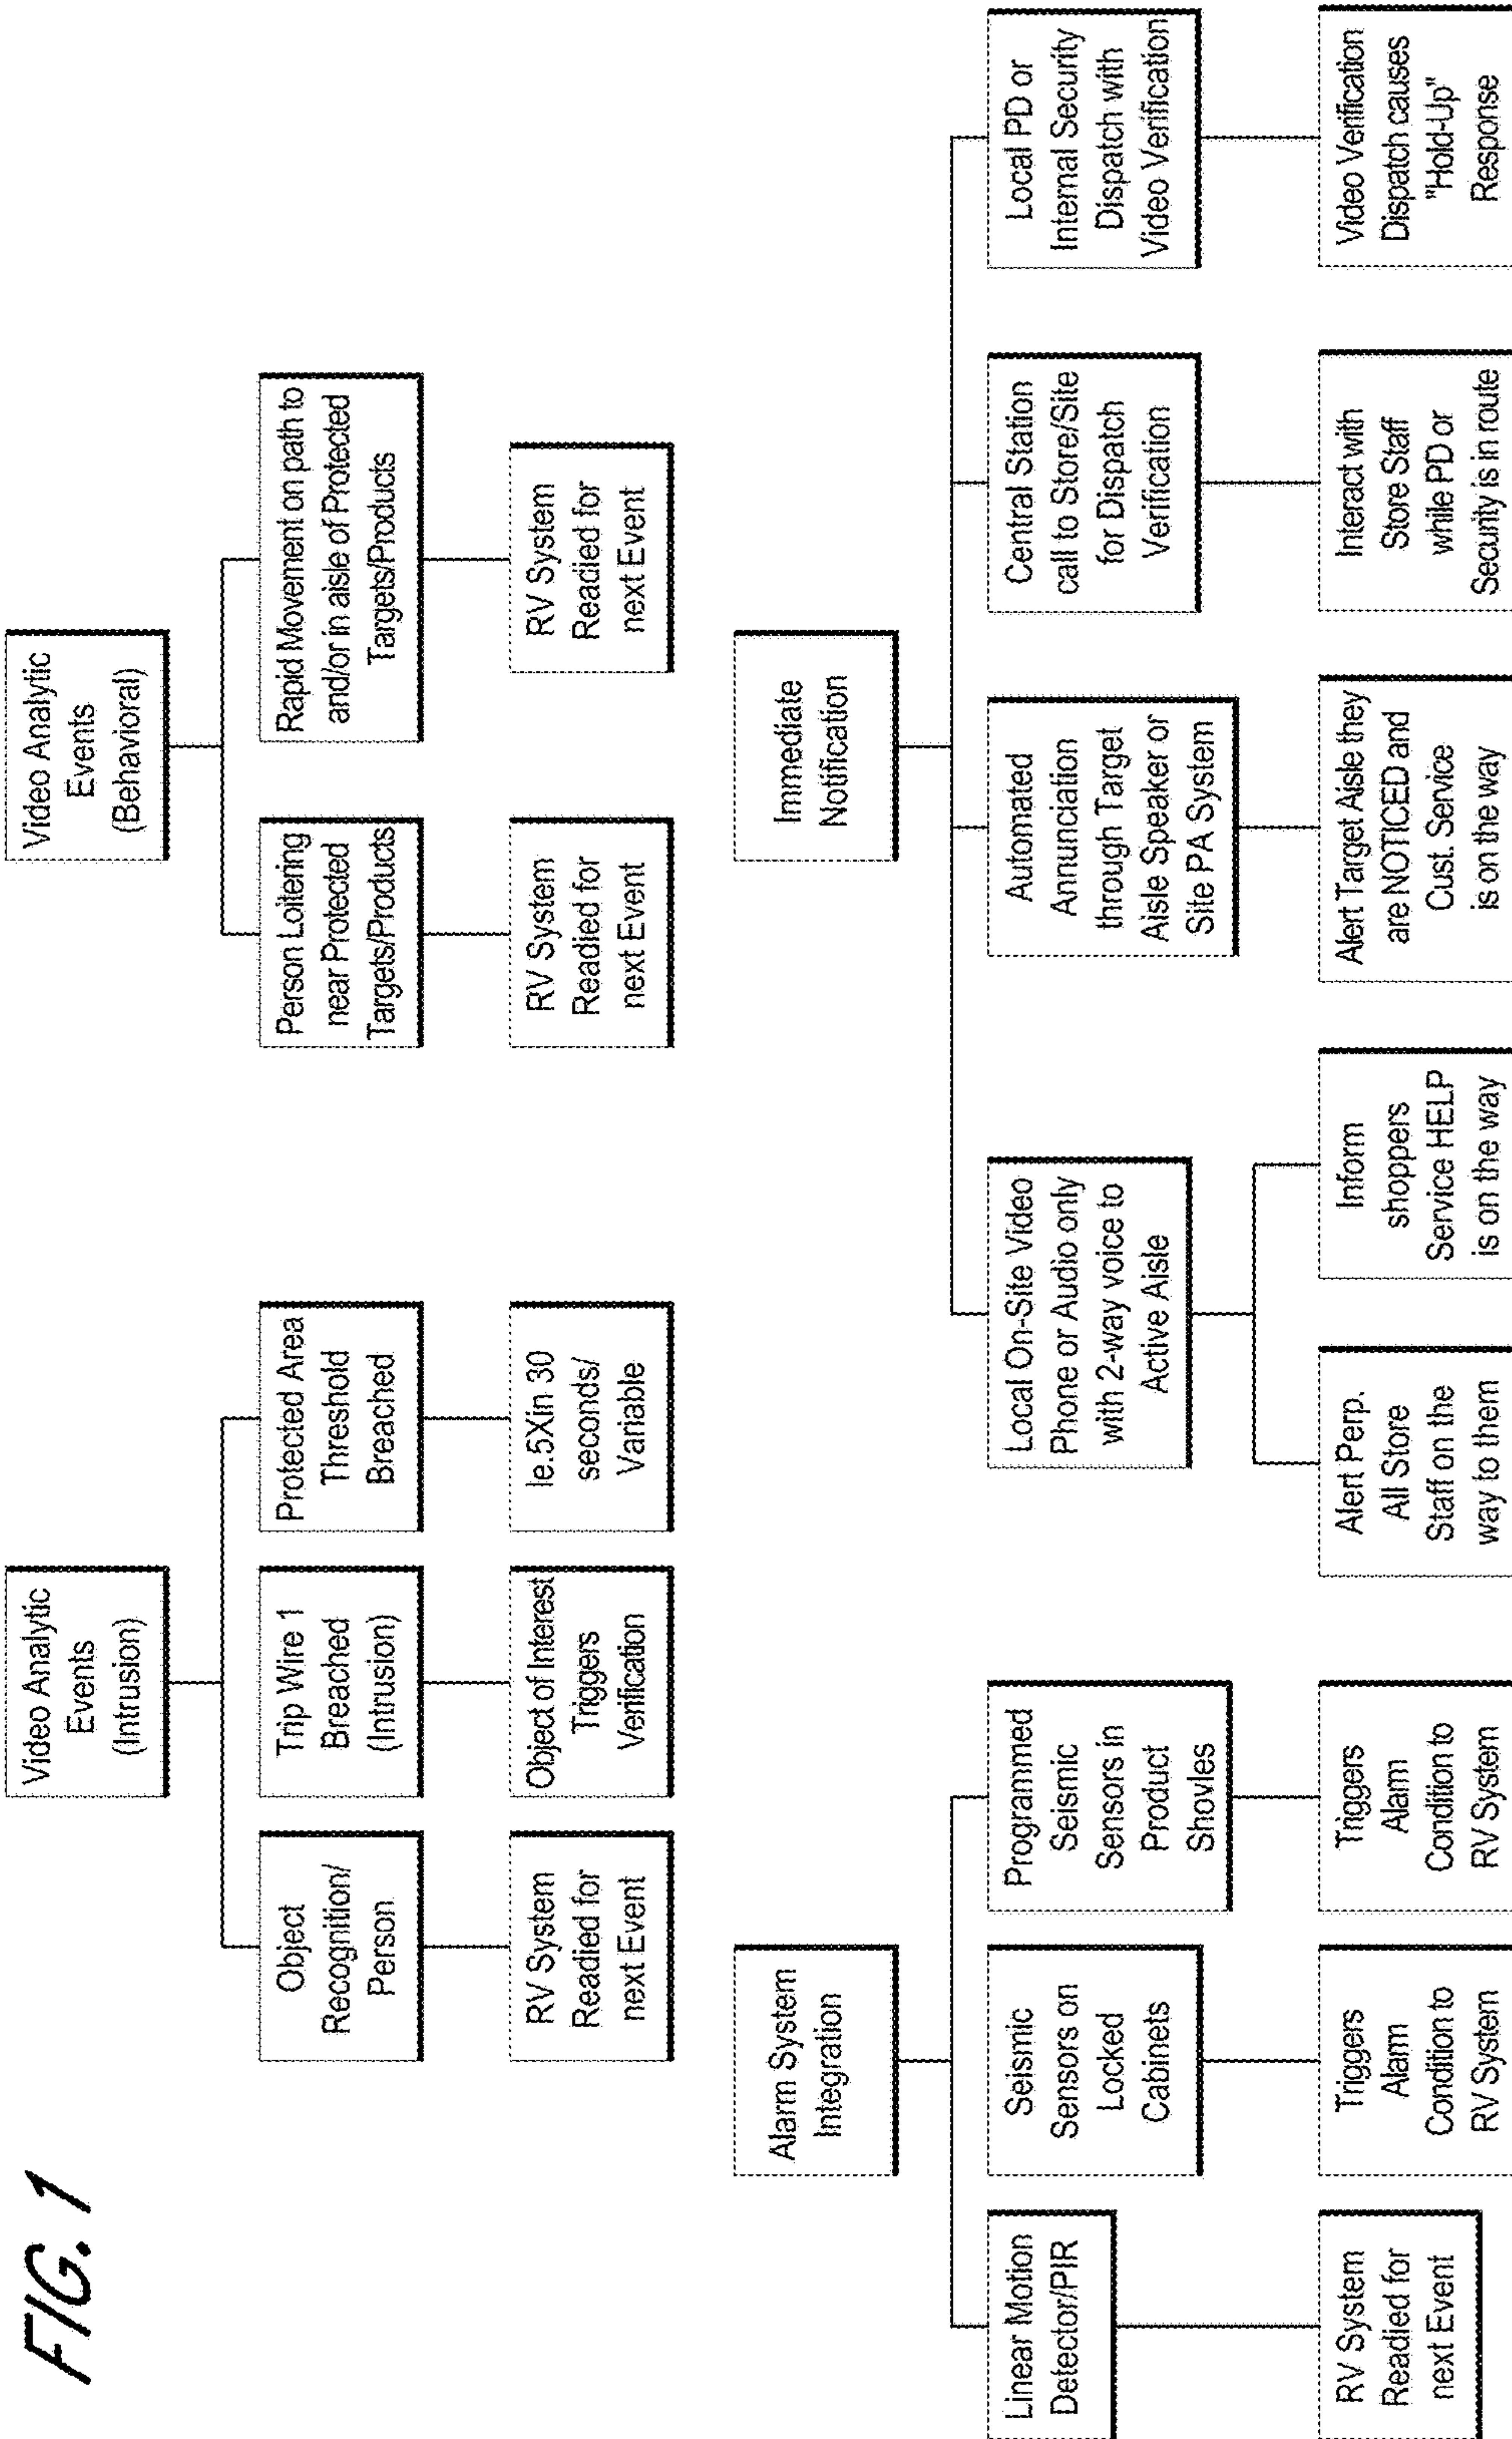 FIG. 1
Video Analytic
Events
(Intrusion)
Object
Recognition/
Person
RV System
Readied for
next Event
Trip Wire 1
Breached
(Intrusion)
Object of Interest
Triggers
Verification
Protected Area
Threshold
Breached
Ie.5Xin 30
seconds/
Variable
Video Analytic
Events
(Behavioral)
Person Loitering
near Protected
Targets/Products
RV System
Readied for
next Event
Rapid Movement on path to
and/or in aisle of Protected
Targets/Products
RV System
Readied for
next Event
Alarm System
Integration
Linear Motion
Detector/PIR
RV System
Readied for
next Event
Seismic
Sensors on
Locked
Cabinets
Triggers
Alarm
Condition to
RV System
Programmed
Seismic
Sensors in
Product
Shovles
Triggers
Alarm
Condition to
RV System
Immediate
Notification
Local On-Site Video
Phone or Audio only
with 2-way voice to
Active Aisle
Alert Perp.
All Store
Staff on the
way to them
Inform
shoppers
Service HELP
is on the way
Automated
Annunciation
through Target
Aisle Speaker or
Site PA System
Alert Target Aisle they
are NOTICED and
Cust. Service
is on the way
Central Station
call to Store/Site
for Dispatch
Verification
Interact with
Store Staff
while PD or
Security is in route
Local PD or
Internal Security
Dispatch with
Video Verification
Video Verification
Dispatch causes
"Hold-Up"
Response